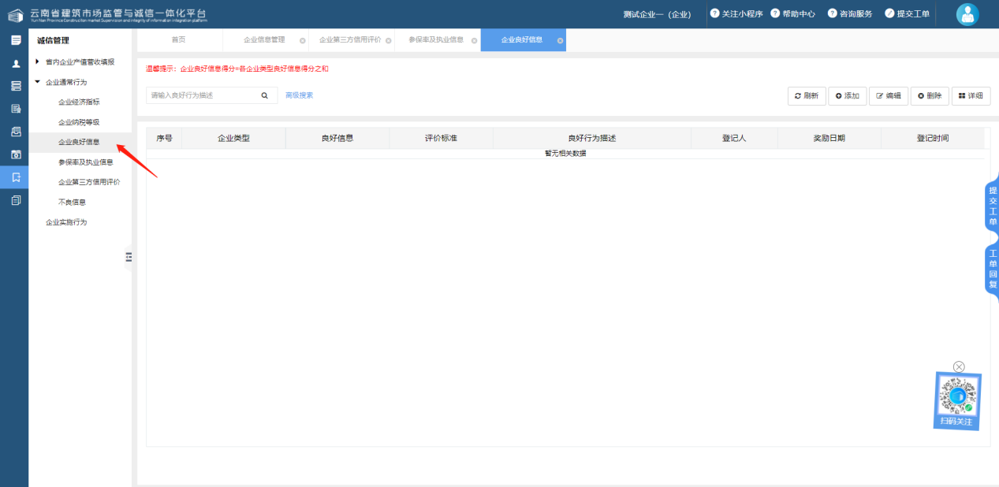 云南省建筑市场监管与诚信一体化平台
Yun Nan Province Construction market Supervision and integrity of information integration platform
测试企业一（企业）
关注小程序
帮助中心
咨询服务
提交工单
诚信管理
省内企业产值营收填报
企业通常行为
企业经济指标
企业纳税等级
企业良好信息
参保率及执业信息
企业第三方信用评价
不良信息
企业实施行为
首页
企业信息管理
企业第三方信用评价
参保率及执业信息
企业良好信息
温馨提示：企业良好信息得分=各企业类型良好信息得分之和
请输入良好行为描述
高级搜索
刷新
添加
编辑
删除
详细
序号
企业类型
良好信息
评价标准
良好行为描述
登记人
奖励日期
登记时间
暂无相关数据
提交工单
工单回复
扫码关注